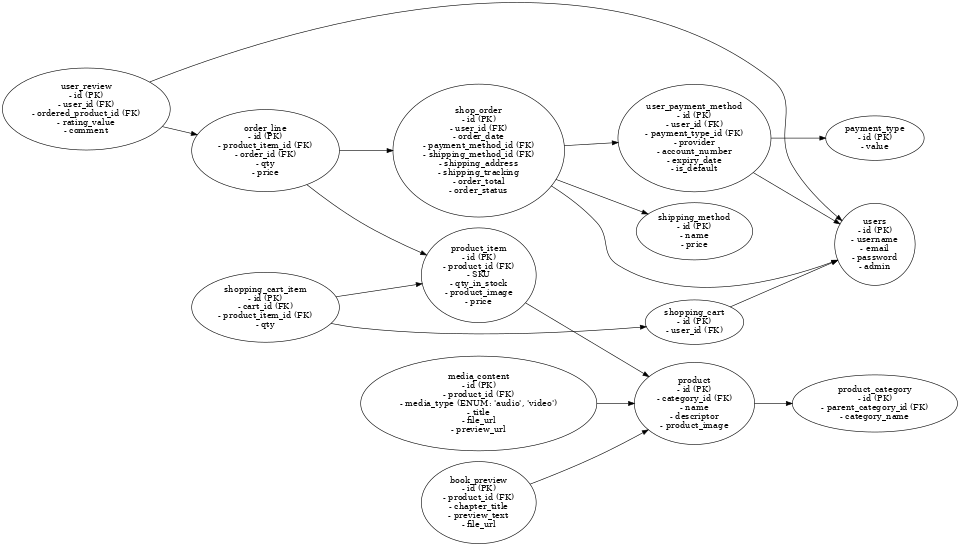 user_review
- id (PK)
- user_id (FK)
- ordered_product_id (FK)
- rating_value
- comment
order_line
- id (PK)
- product_item_id (FK)
- order_id (FK)
- qty
- price
shop_order
- id (PK)
- user_id (FK)
- order_date
- payment_method_id (FK)
- shipping_method_id (FK)
- shipping_address
- shipping_tracking
- order_total
- order_status
user_payment_method
- id (PK)
- user_id (FK)
- payment_type_id (FK)
- provider
- account_number
- expiry_date
- is_default
payment_type
- id (PK)
- value
shipping_method
- id (PK)
- name
- price
users
- id (PK)
- username
- email
- password
- admin
product_item
- id (PK)
- product_id (FK)
- SKU
- qty_in_stock
- product_image
- price
shopping_cart_item
- id (PK)
- cart_id (FK)
- product_item_id (FK)
- qty
shopping_cart
- id (PK)
- user_id (FK)
media_content
- id (PK)
- product_id (FK)
- media_type (ENUM: 'audio', 'video')
- title
- file_url
- preview_url
product
- id (PK)
- category_id (FK)
- name
- descriptor
- product_image
product_category
- id (PK)
- parent_category_id (FK)
- category_name
book_preview
- id (PK)
- product_id (FK)
- chapter_title
- preview_text
- file_url